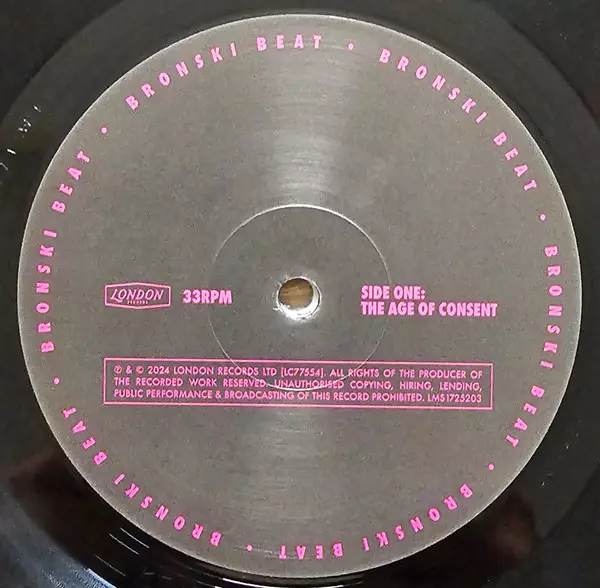 BRONSKI BEAT • BRONSKI BEAT • BRONSKI BEAT • BRONSKI BEAT • BRONSKI BEAT • BRONSKI BEAT •
LONDON
RECORDS
33RPM
SIDE ONE:
THE AGE OF CONSENT
℗ & © 2024 LONDON RECORDS LTD [LC77554]. ALL RIGHTS OF THE PRODUCER OF
THE RECORDED WORK RESERVED. UNAUTHORISED COPYING, HIRING, LENDING,
PUBLIC PERFORMANCE & BROADCASTING OF THIS RECORD PROHIBITED. LMS1725203